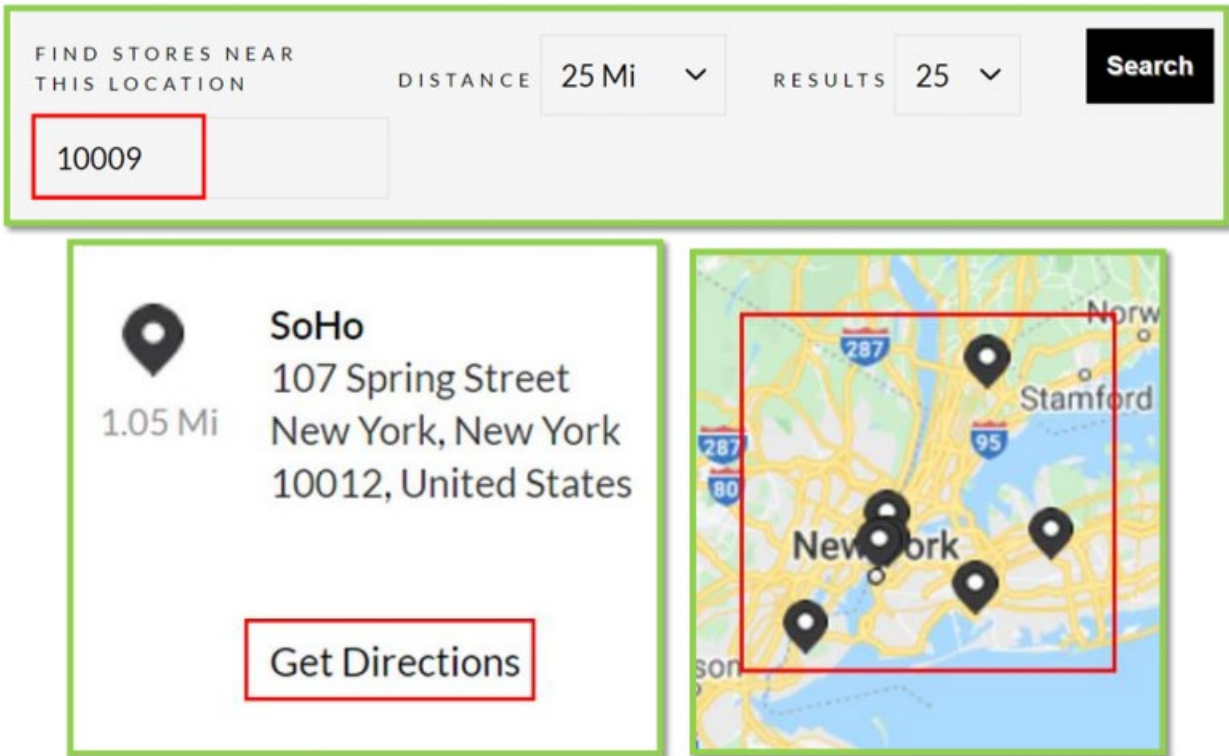 FIND STORES NEAR
THIS LOCATION
DISTANCE
25 Mi
RESULTS
25
Search
10009
SoHo
107 Spring Street
New York, New York
10012, United States
1.05 Mi
Get Directions
Norw
287
Stamford
95
287
80
New York
son